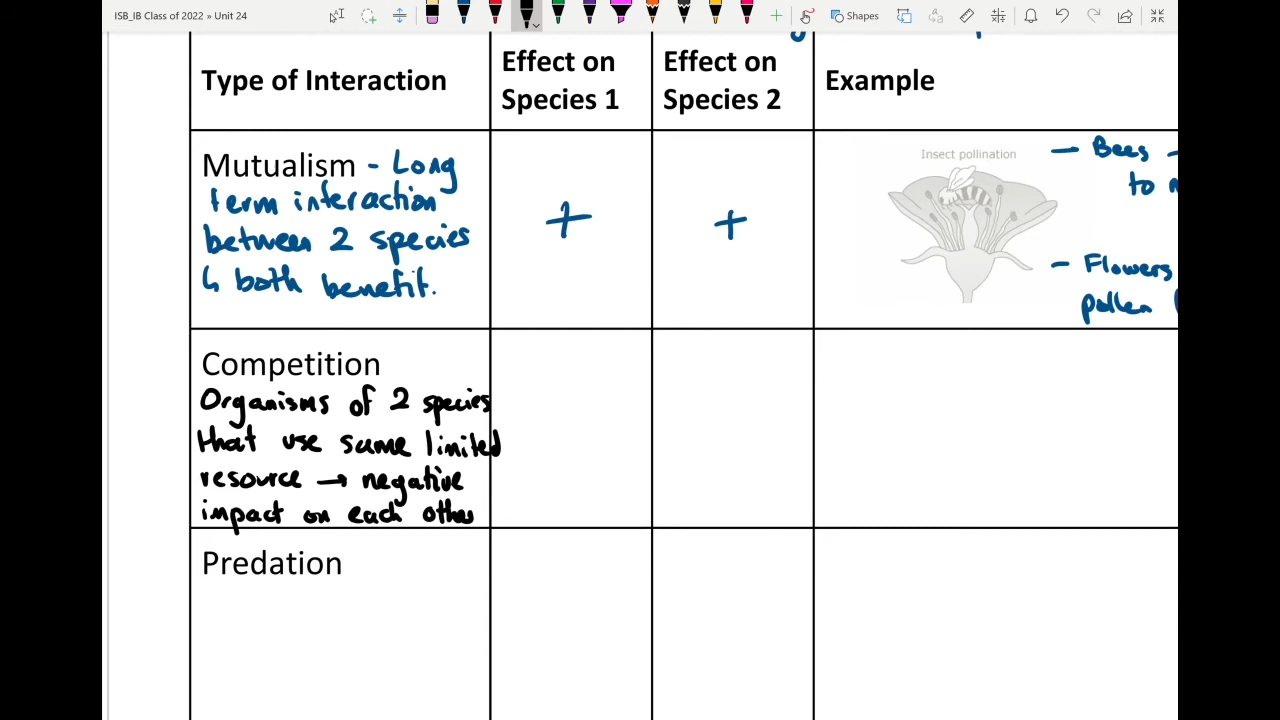 ISB_IB Class of 2022 » Unit 24
Shapes
Type of Interaction
Effect on
Species 1
Effect on
Species 2
Example
Mutualism - Long
term interaction
between 2 species
↳ both benefit.
+
+
Insect pollination
→ Bees -
to
- Flowers
pollen
Competition
Organisms of 2 species
that use same limited
resource → negative
impact on each other
Predation